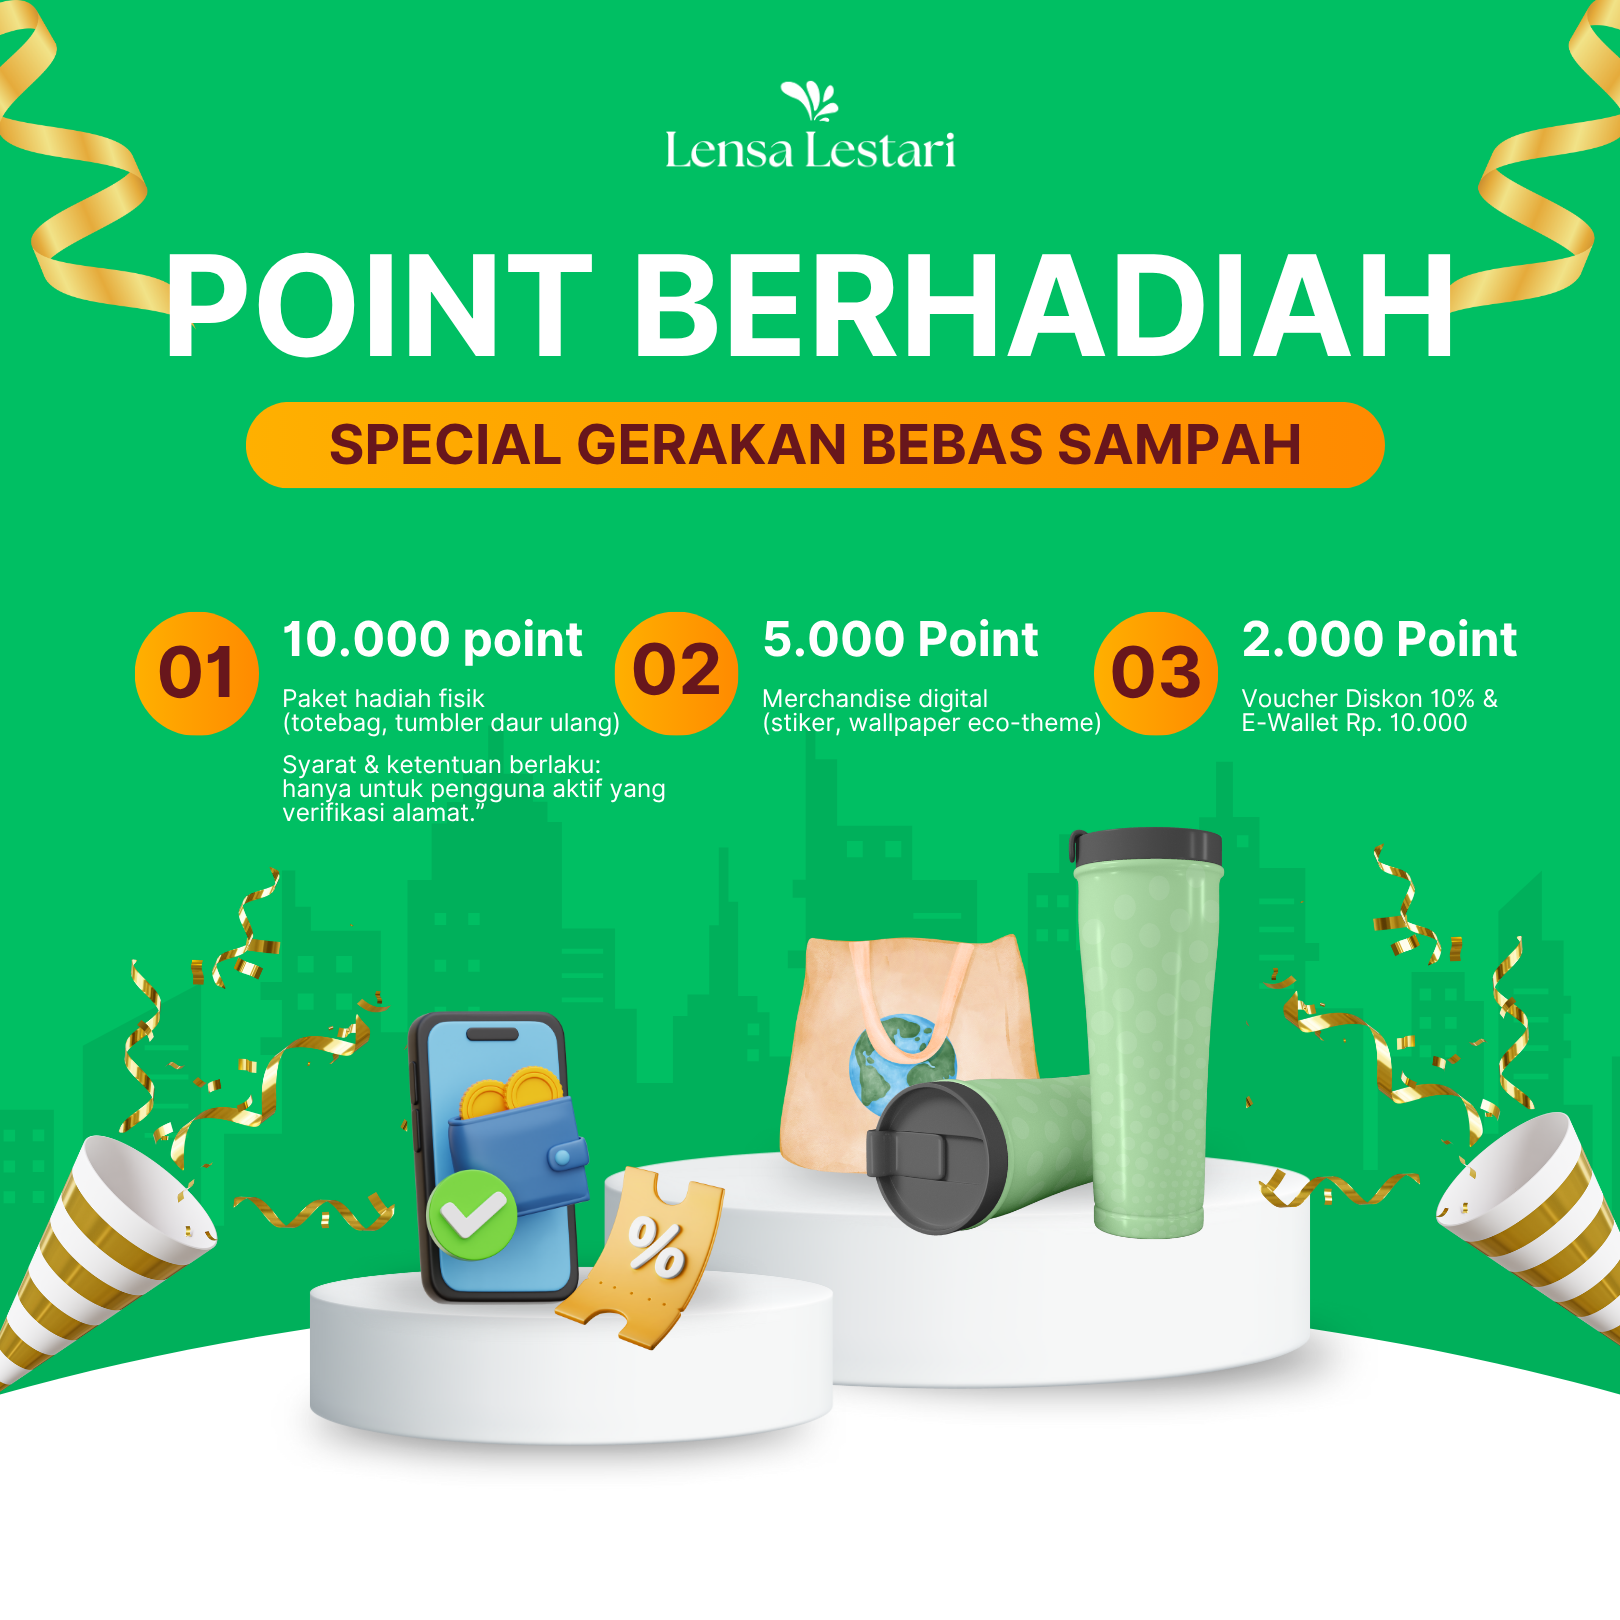 Lensa Lestari
POINT BERHADIAH
SPECIAL GERAKAN BEBAS SAMPAH
01
10.000 point
Paket hadiah fisik
(totebag, tumbler daur ulang)
Syarat & ketentuan berlaku:
hanya untuk pengguna aktif yang
verifikasi alamat.”
02
5.000 Point
Merchandise digital
(stiker, wallpaper eco-theme)
03
2.000 Point
Voucher Diskon 10% &
E-Wallet Rp. 10.000
%